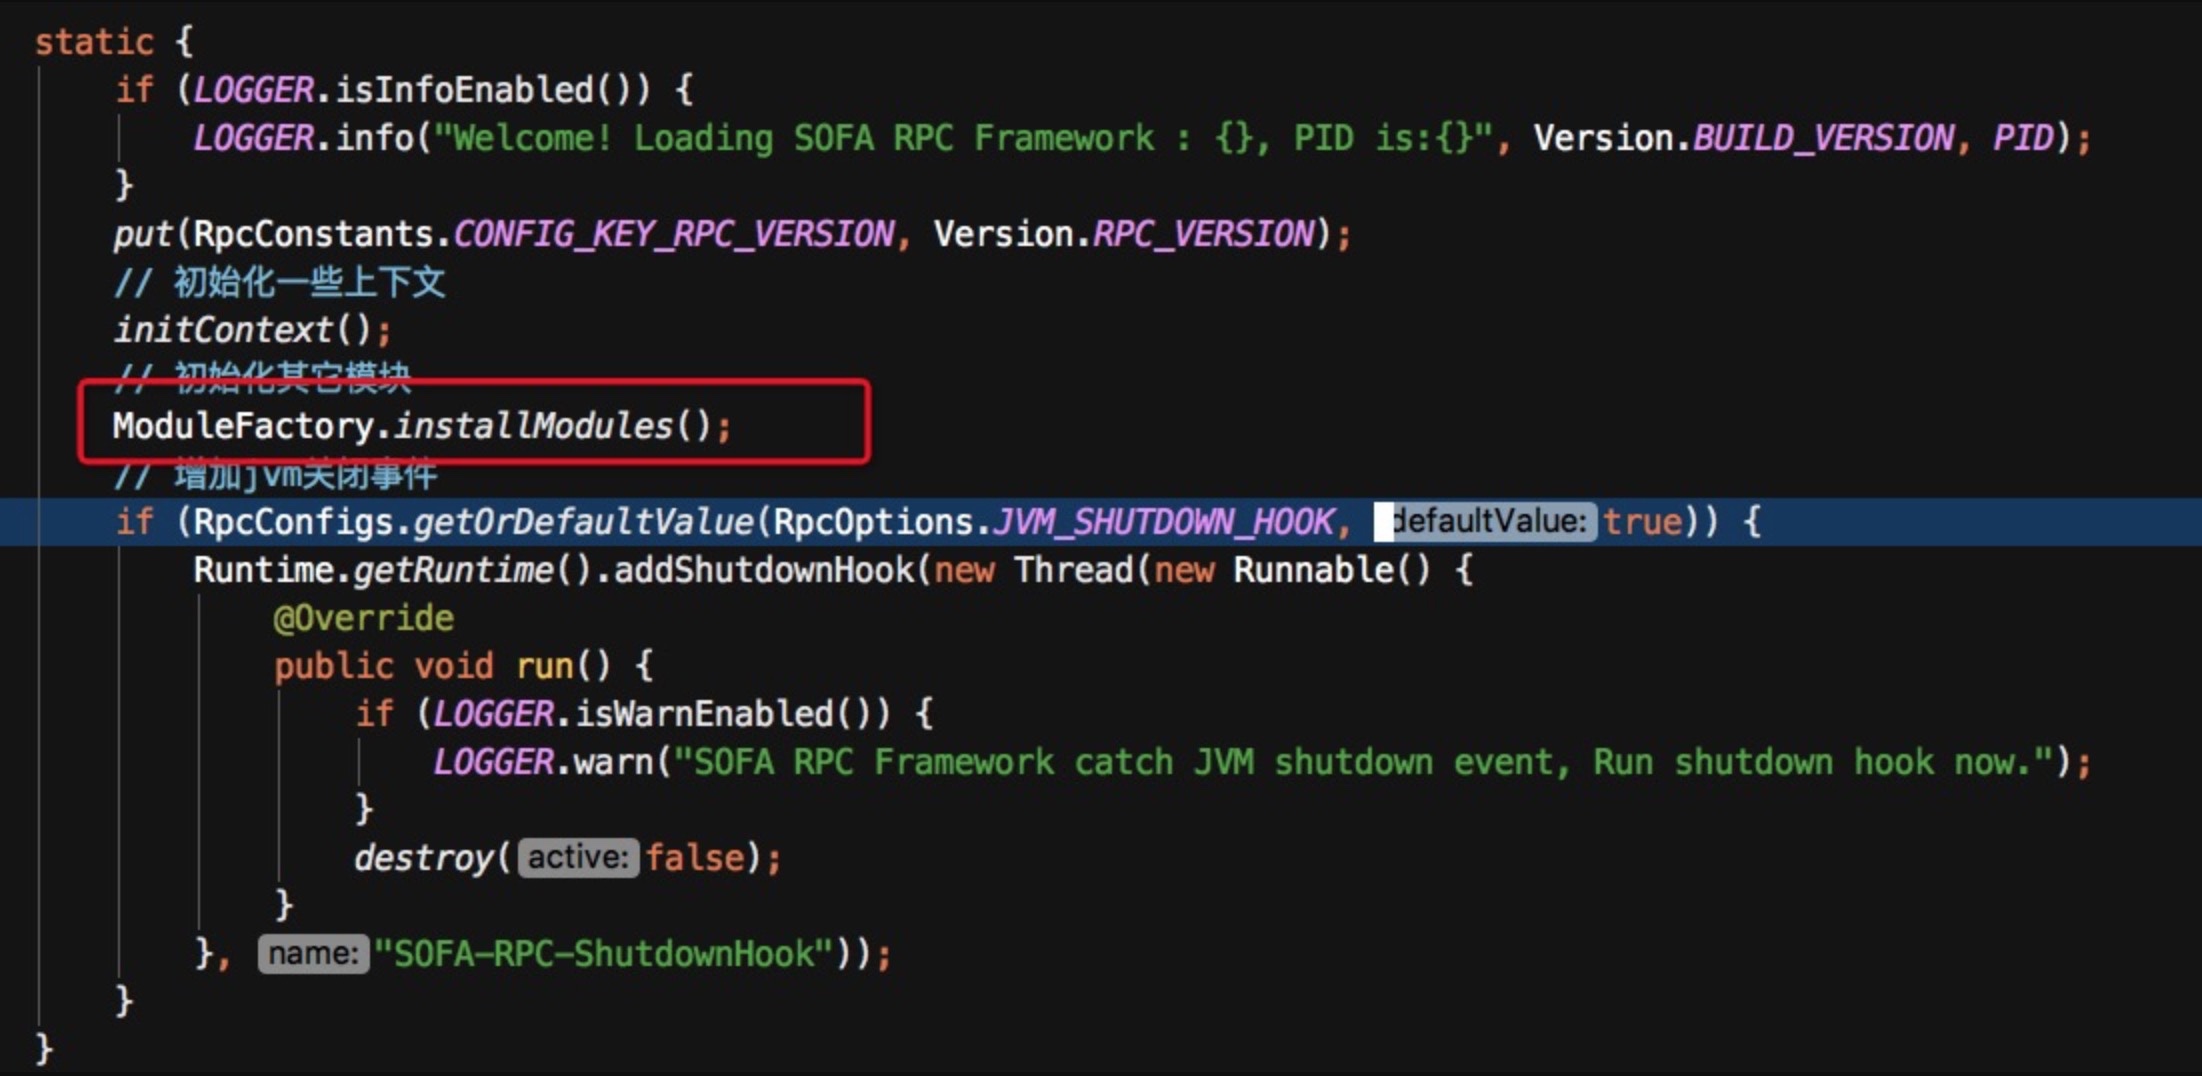 static {
if (LOGGER.isInfoEnabled()) {
LOGGER.info("Welcome! Loading SOFA RPC Framework : {}, PID is:{}", Version.BUILD_VERSION, PID);
}
put(RpcConstants.CONFIG_KEY_RPC_VERSION, Version.RPC_VERSION);
// 初始化一些上下文
initContext();
// 初始化其它模块
ModuleFactory.installModules();
// 增加jvm关闭事件
if (RpcConfigs.getOrDefaultValue(RpcOptions.JVM_SHUTDOWN_HOOK, defaultValue: true)) {
Runtime.getRuntime().addShutdownHook(new Thread(new Runnable() {
@Override
public void run() {
if (LOGGER.isWarnEnabled()) {
LOGGER.warn("SOFA RPC Framework catch JVM shutdown event, Run shutdown hook now.");
}
destroy( active: false);
}
}, name: "SOFA-RPC-ShutdownHook"));
}
}